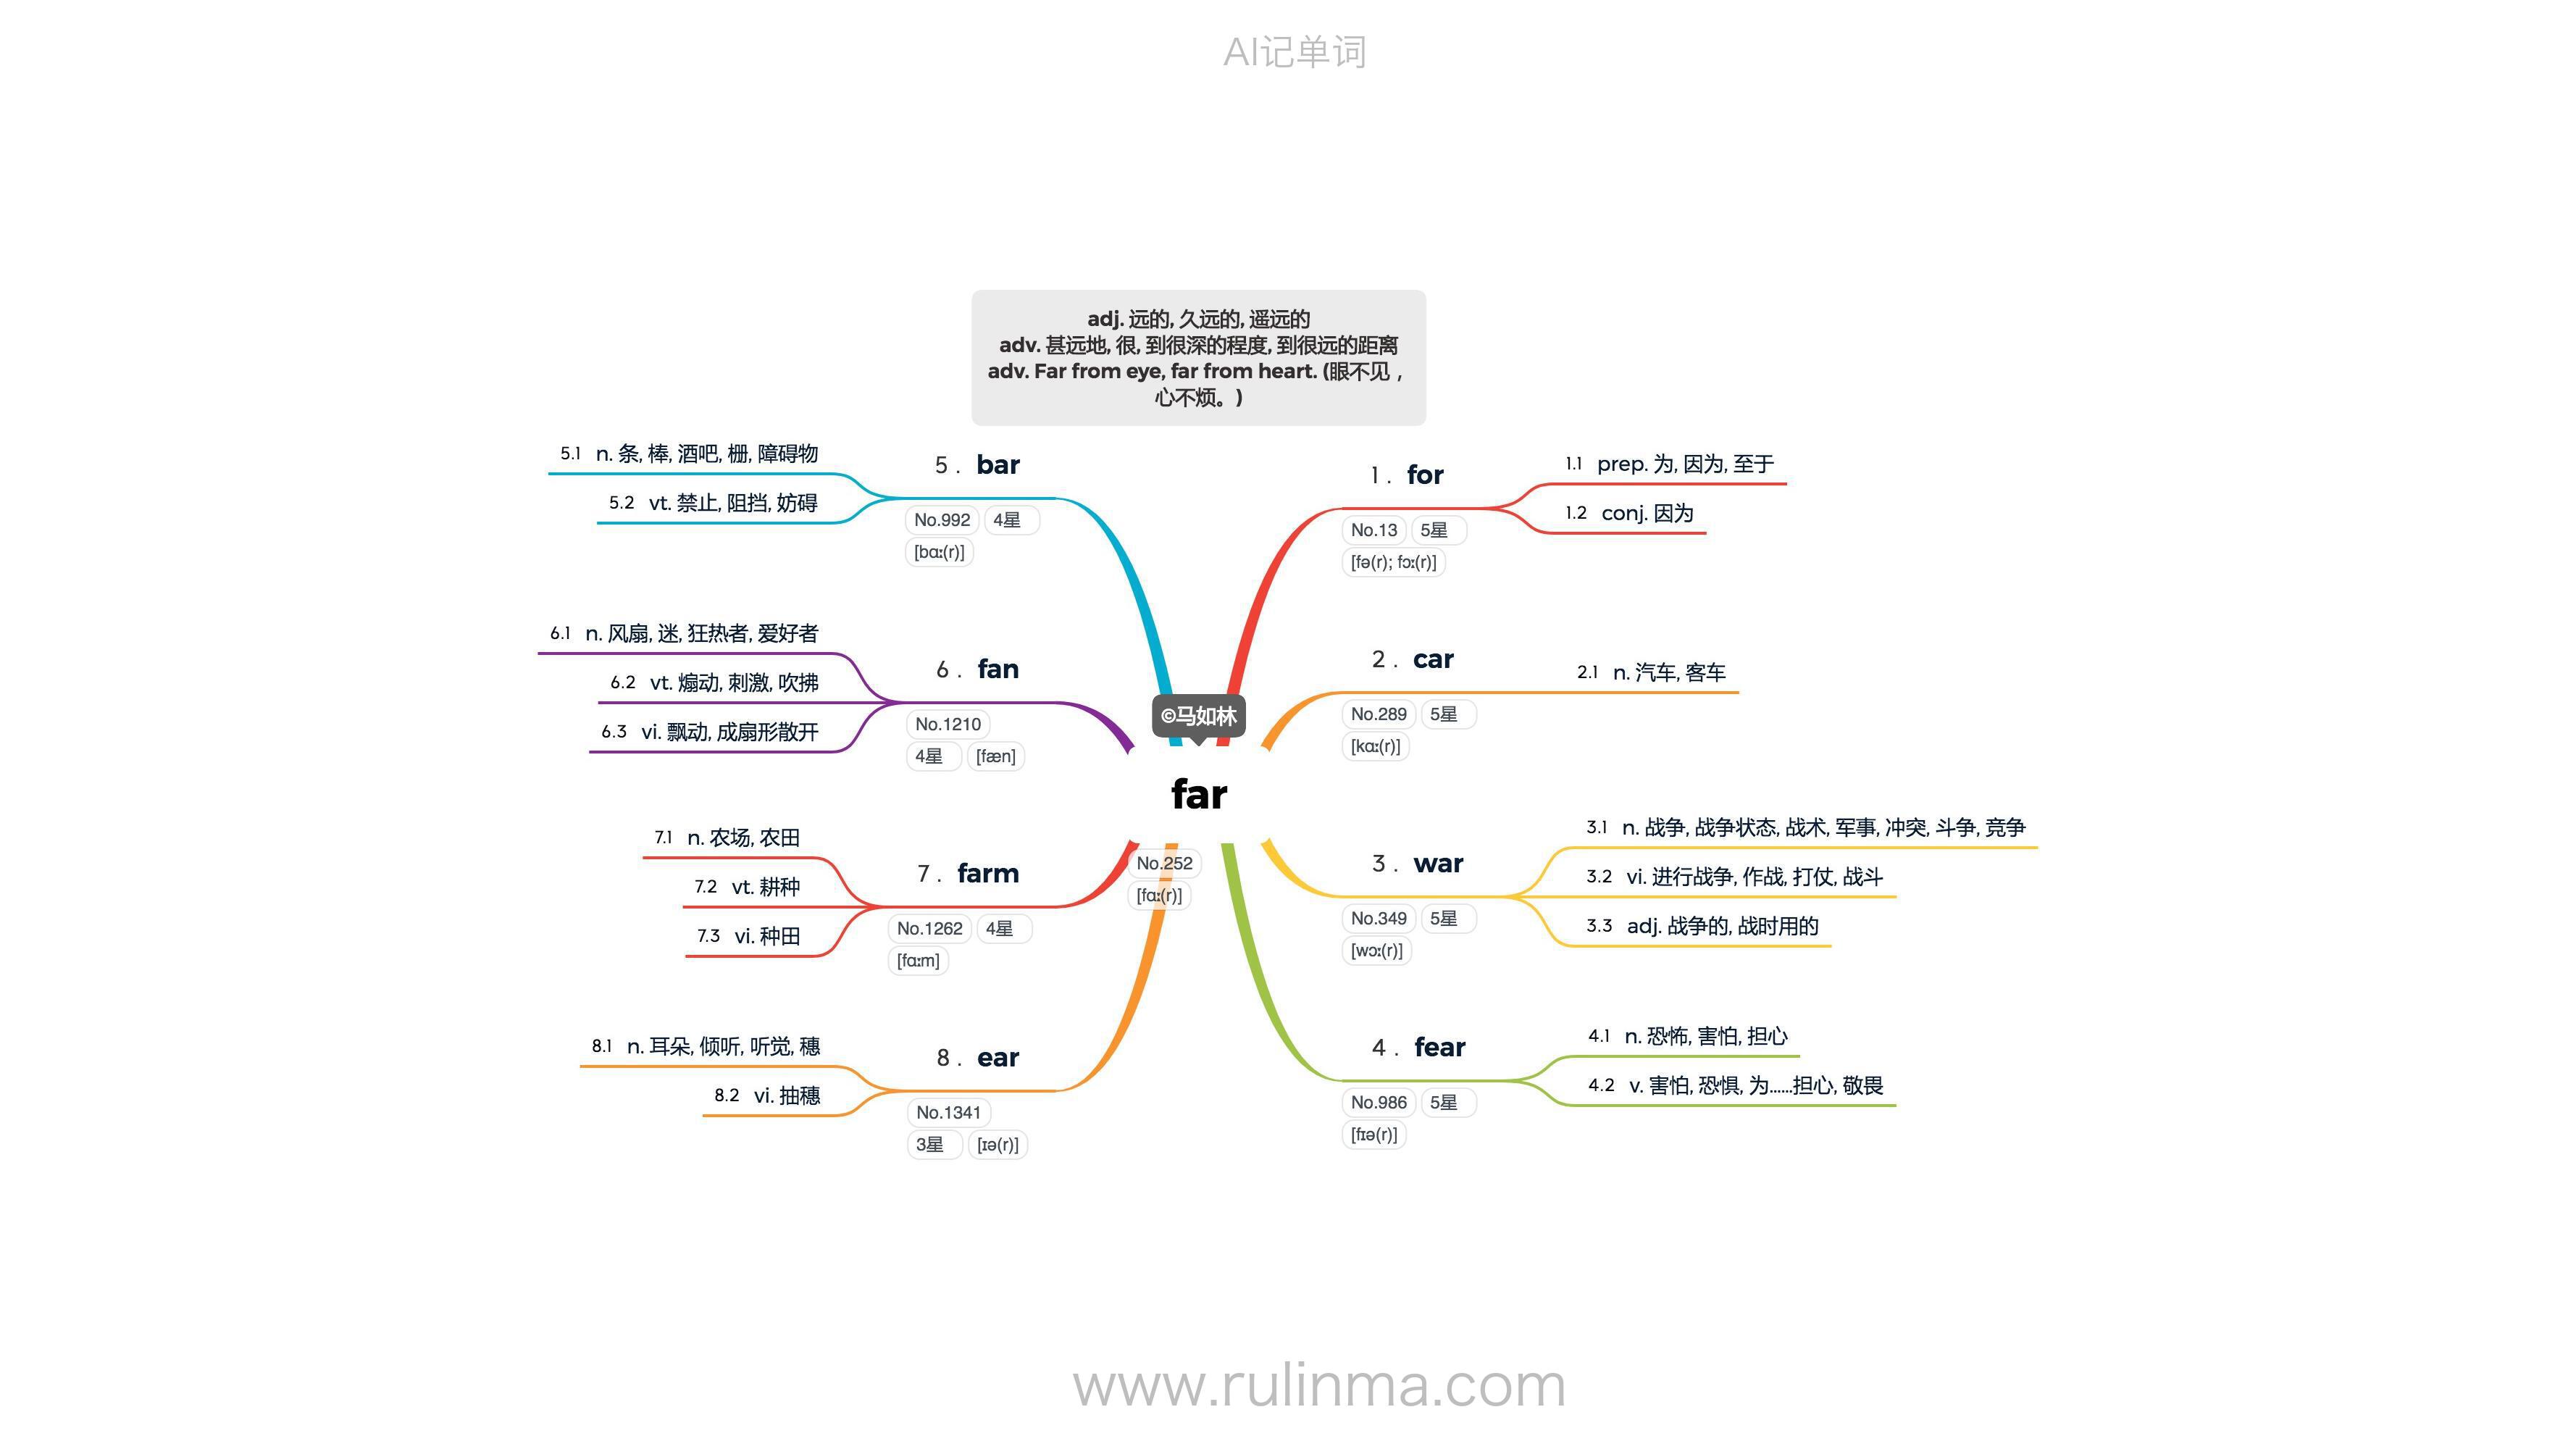 AI记单词
adj. 远的, 久远的, 遥远的
adv. 甚远地, 很, 到很深的程度, 到很远的距离
adv. Far from eye, far from heart. (眼不见，
心不烦。)
©马如林
far
No.252
[fɑː(r)]
1. for
No.13 5星
[fə(r); fɔː(r)]
1.1 prep. 为, 因为, 至于
1.2 conj. 因为
2. car
No.289 5星
[kɑː(r)]
2.1 n. 汽车, 客车
3. war
No.349 5星
[wɔː(r)]
3.1 n. 战争, 战争状态, 战术, 军事, 冲突, 斗争, 竞争
3.2 vi. 进行战争, 作战, 打仗, 战斗
3.3 adj. 战争的, 战时用的
4. fear
No.986 5星
[fɪə(r)]
4.1 n. 恐怖, 害怕, 担心
4.2 v. 害怕, 恐惧, 为......担心, 敬畏
5. bar
No.992 4星
[bɑː(r)]
5.1 n. 条, 棒, 酒吧, 栅, 障碍物
5.2 vt. 禁止, 阻挡, 妨碍
6. fan
No.1210
4星 [fæn]
6.1 n. 风扇, 迷, 狂热者, 爱好者
6.2 vt. 煽动, 刺激, 吹拂
6.3 vi. 飘动, 成扇形散开
7. farm
No.1262 4星
[fɑːm]
7.1 n. 农场, 农田
7.2 vt. 耕种
7.3 vi. 种田
8. ear
No.1341
3星 [ɪə(r)]
8.1 n. 耳朵, 倾听, 听觉, 穗
8.2 vi. 抽穗
www.rulinma.com